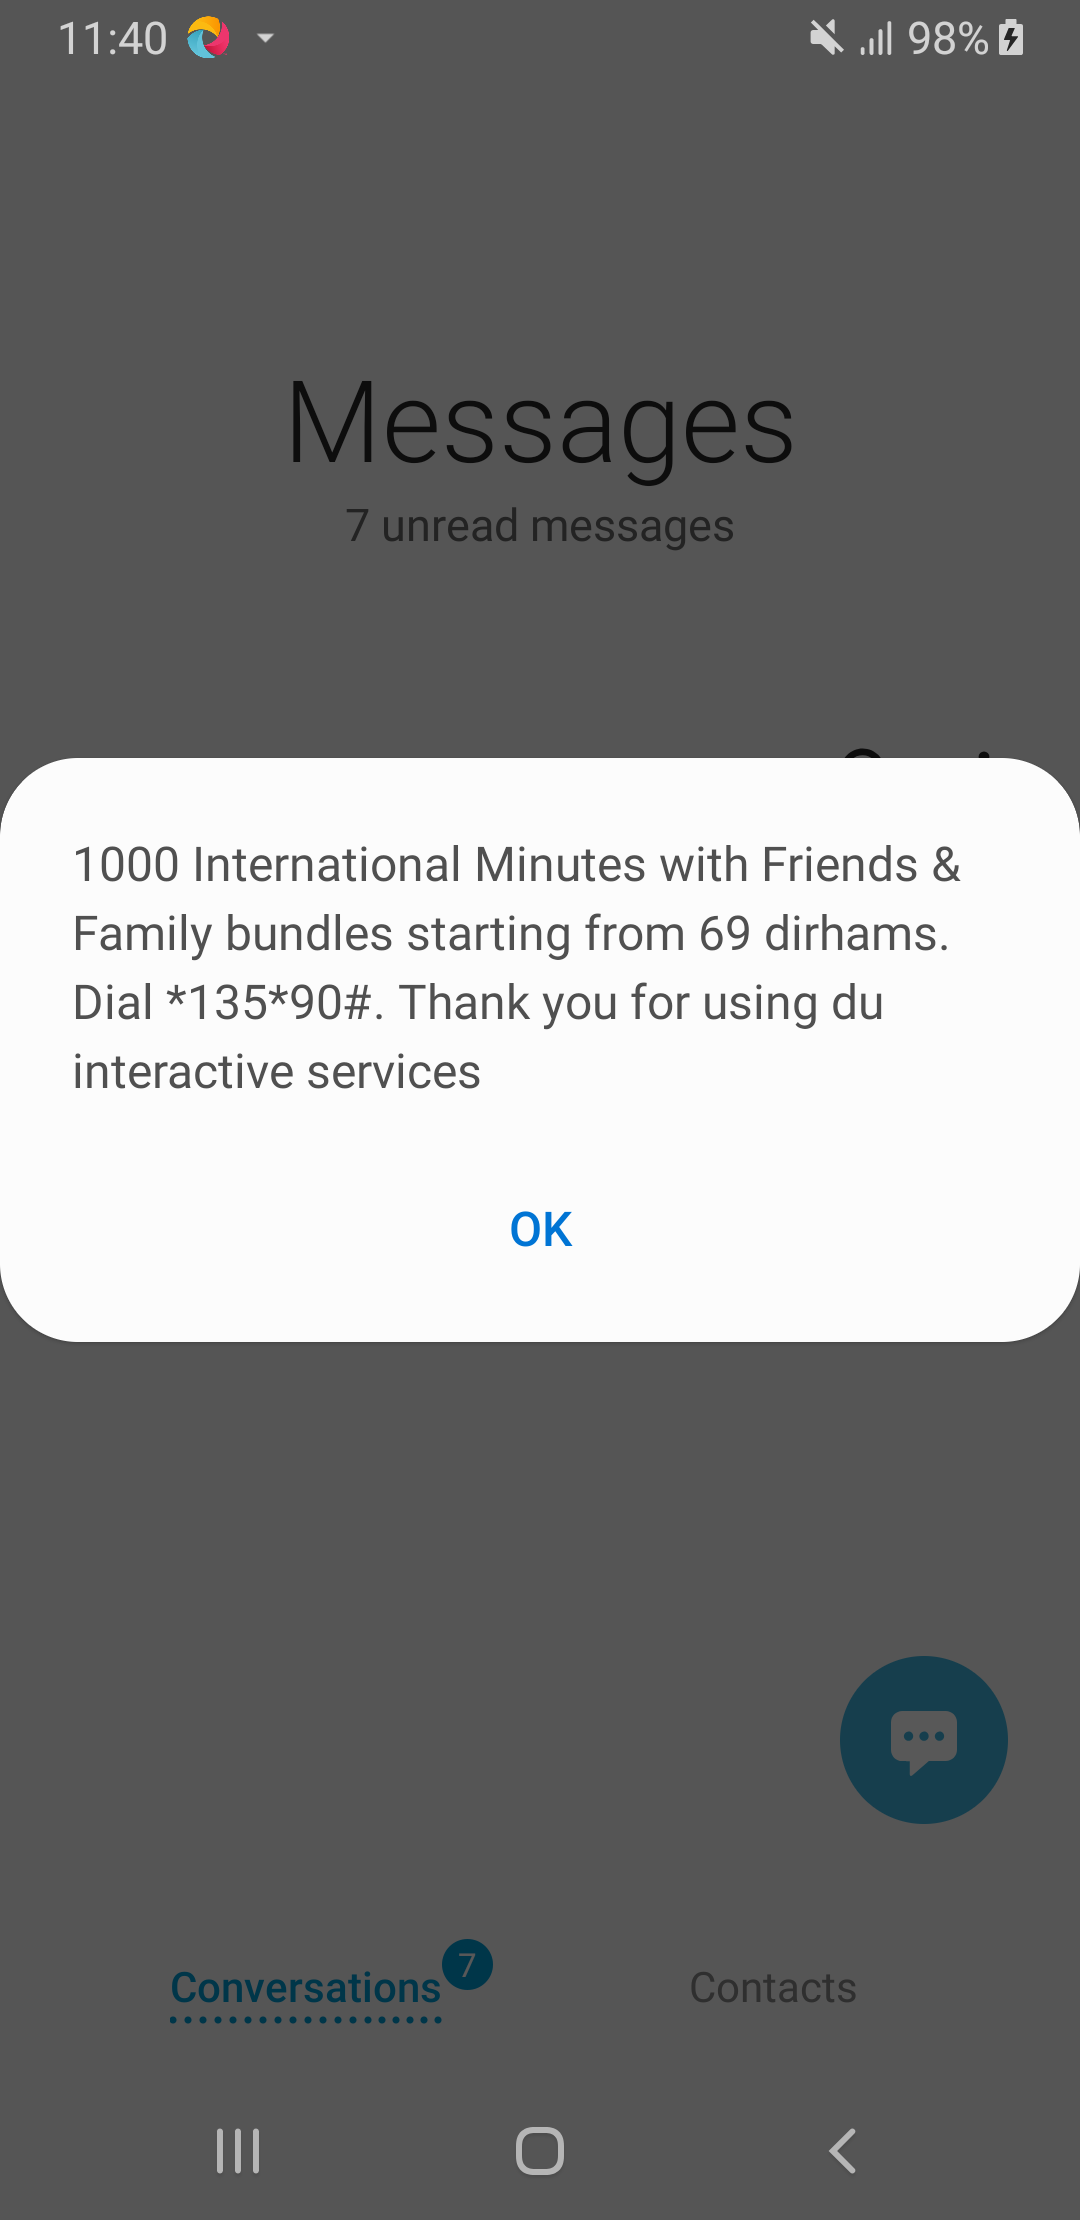 11:40 98%
Messages
7 unread messages
1000 International Minutes with Friends &
Family bundles starting from 69 dirhams.
Dial *135*90#. Thank you for using du
interactive services
OK
Conversations 7 Contacts